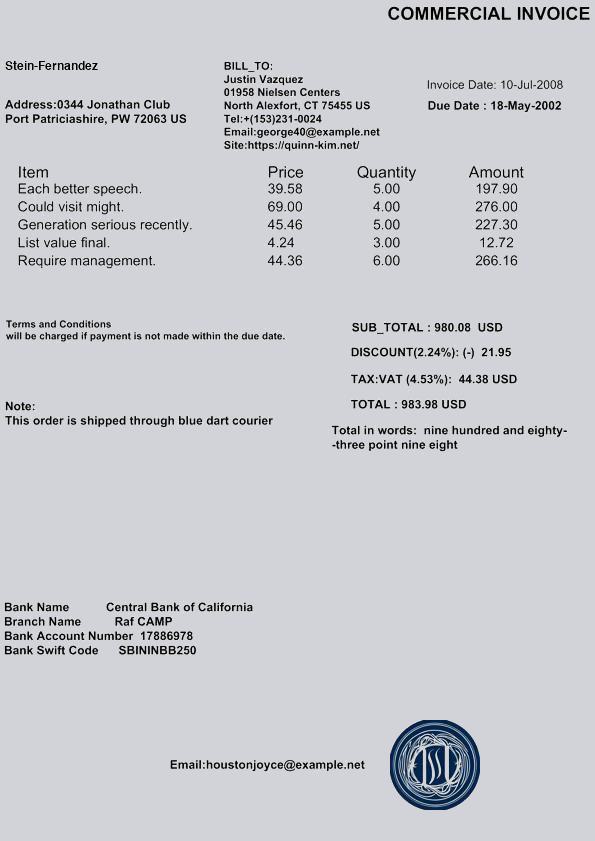 COMMERCIAL INVOICE
Stein-Fernandez
Address:0344 Jonathan Club
Port Patriciashire, PW 72063 US
BILL_TO:
Justin Vazquez
01958 Nielsen Centers
North Alexfort, CT 75455 US
Tel:+(153)231-0024
Email:george40@example.net
Site:https://quinn-kim.net/
Invoice Date: 10-Jul-2008
Due Date : 18-May-2002
Item Price Quantity Amount
Each better speech. 39.58 5.00 197.90
Could visit might. 69.00 4.00 276.00
Generation serious recently. 45.46 5.00 227.30
List value final. 4.24 3.00 12.72
Require management. 44.36 6.00 266.16
Terms and Conditions
will be charged if payment is not made within the due date.
SUB_TOTAL : 980.08 USD
DISCOUNT(2.24%): (-) 21.95
TAX:VAT (4.53%): 44.38 USD
TOTAL : 983.98 USD
Note:
This order is shipped through blue dart courier
Total in words: nine hundred and eighty-
-three point nine eight
Bank Name Central Bank of California
Branch Name Raf CAMP
Bank Account Number 17886978
Bank Swift Code SBININBB250
Email:houstonjoyce@example.net